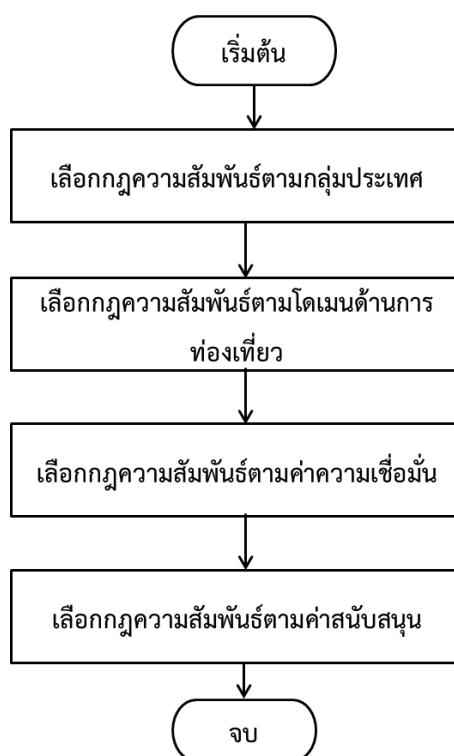 เริ่มต้น
เลือกกฎความสัมพันธ์ตามกลุ่มประเทศ
เลือกกฎความสัมพันธ์ตามโดเมนด้านการ
ท่องเที่ยว
เลือกกฎความสัมพันธ์ตามค่าความเชื่อมั่น
เลือกกฎความสัมพันธ์ตามค่าสนับสนุน
จบ